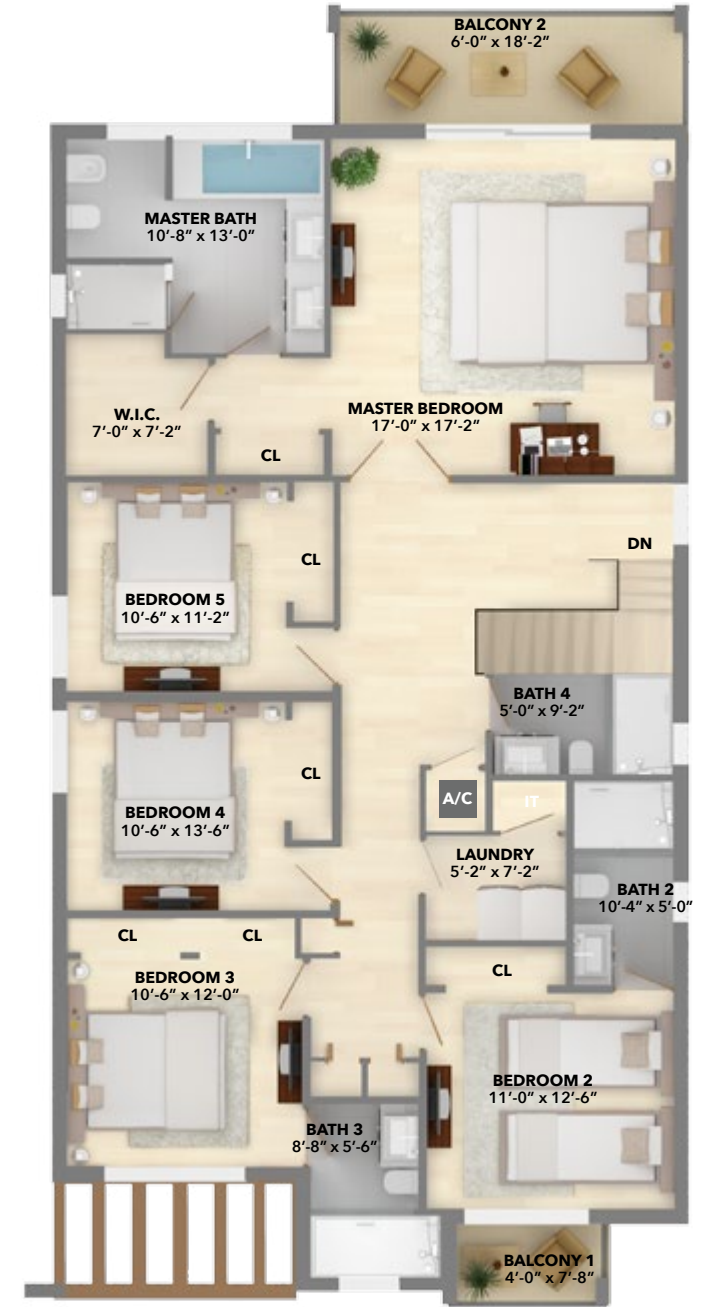 BALCONY 2
6'-0" x 18'-2"
MASTER BATH
10'-8" x 13'-0"
W.I.C.
7'-0" x 7'-2"
MASTER BEDROOM
17'-0" x 17'-2"
CL
DN
CL
BEDROOM 5
10'-6" x 11'-2"
BATH 4
5'-0" x 9'-2"
CL
BEDROOM 4
10'-6" x 13'-6"
A/C
IT
LAUNDRY
5'-2" x 7'-2"
BATH 2
10'-4" x 5'-0"
CL
CL
BEDROOM 3
10'-6" x 12'-0"
CL
BEDROOM 2
11'-0" x 12'-6"
BATH 3
8'-8" x 5'-6"
BALCONY 1
4'-0" x 7'-8"